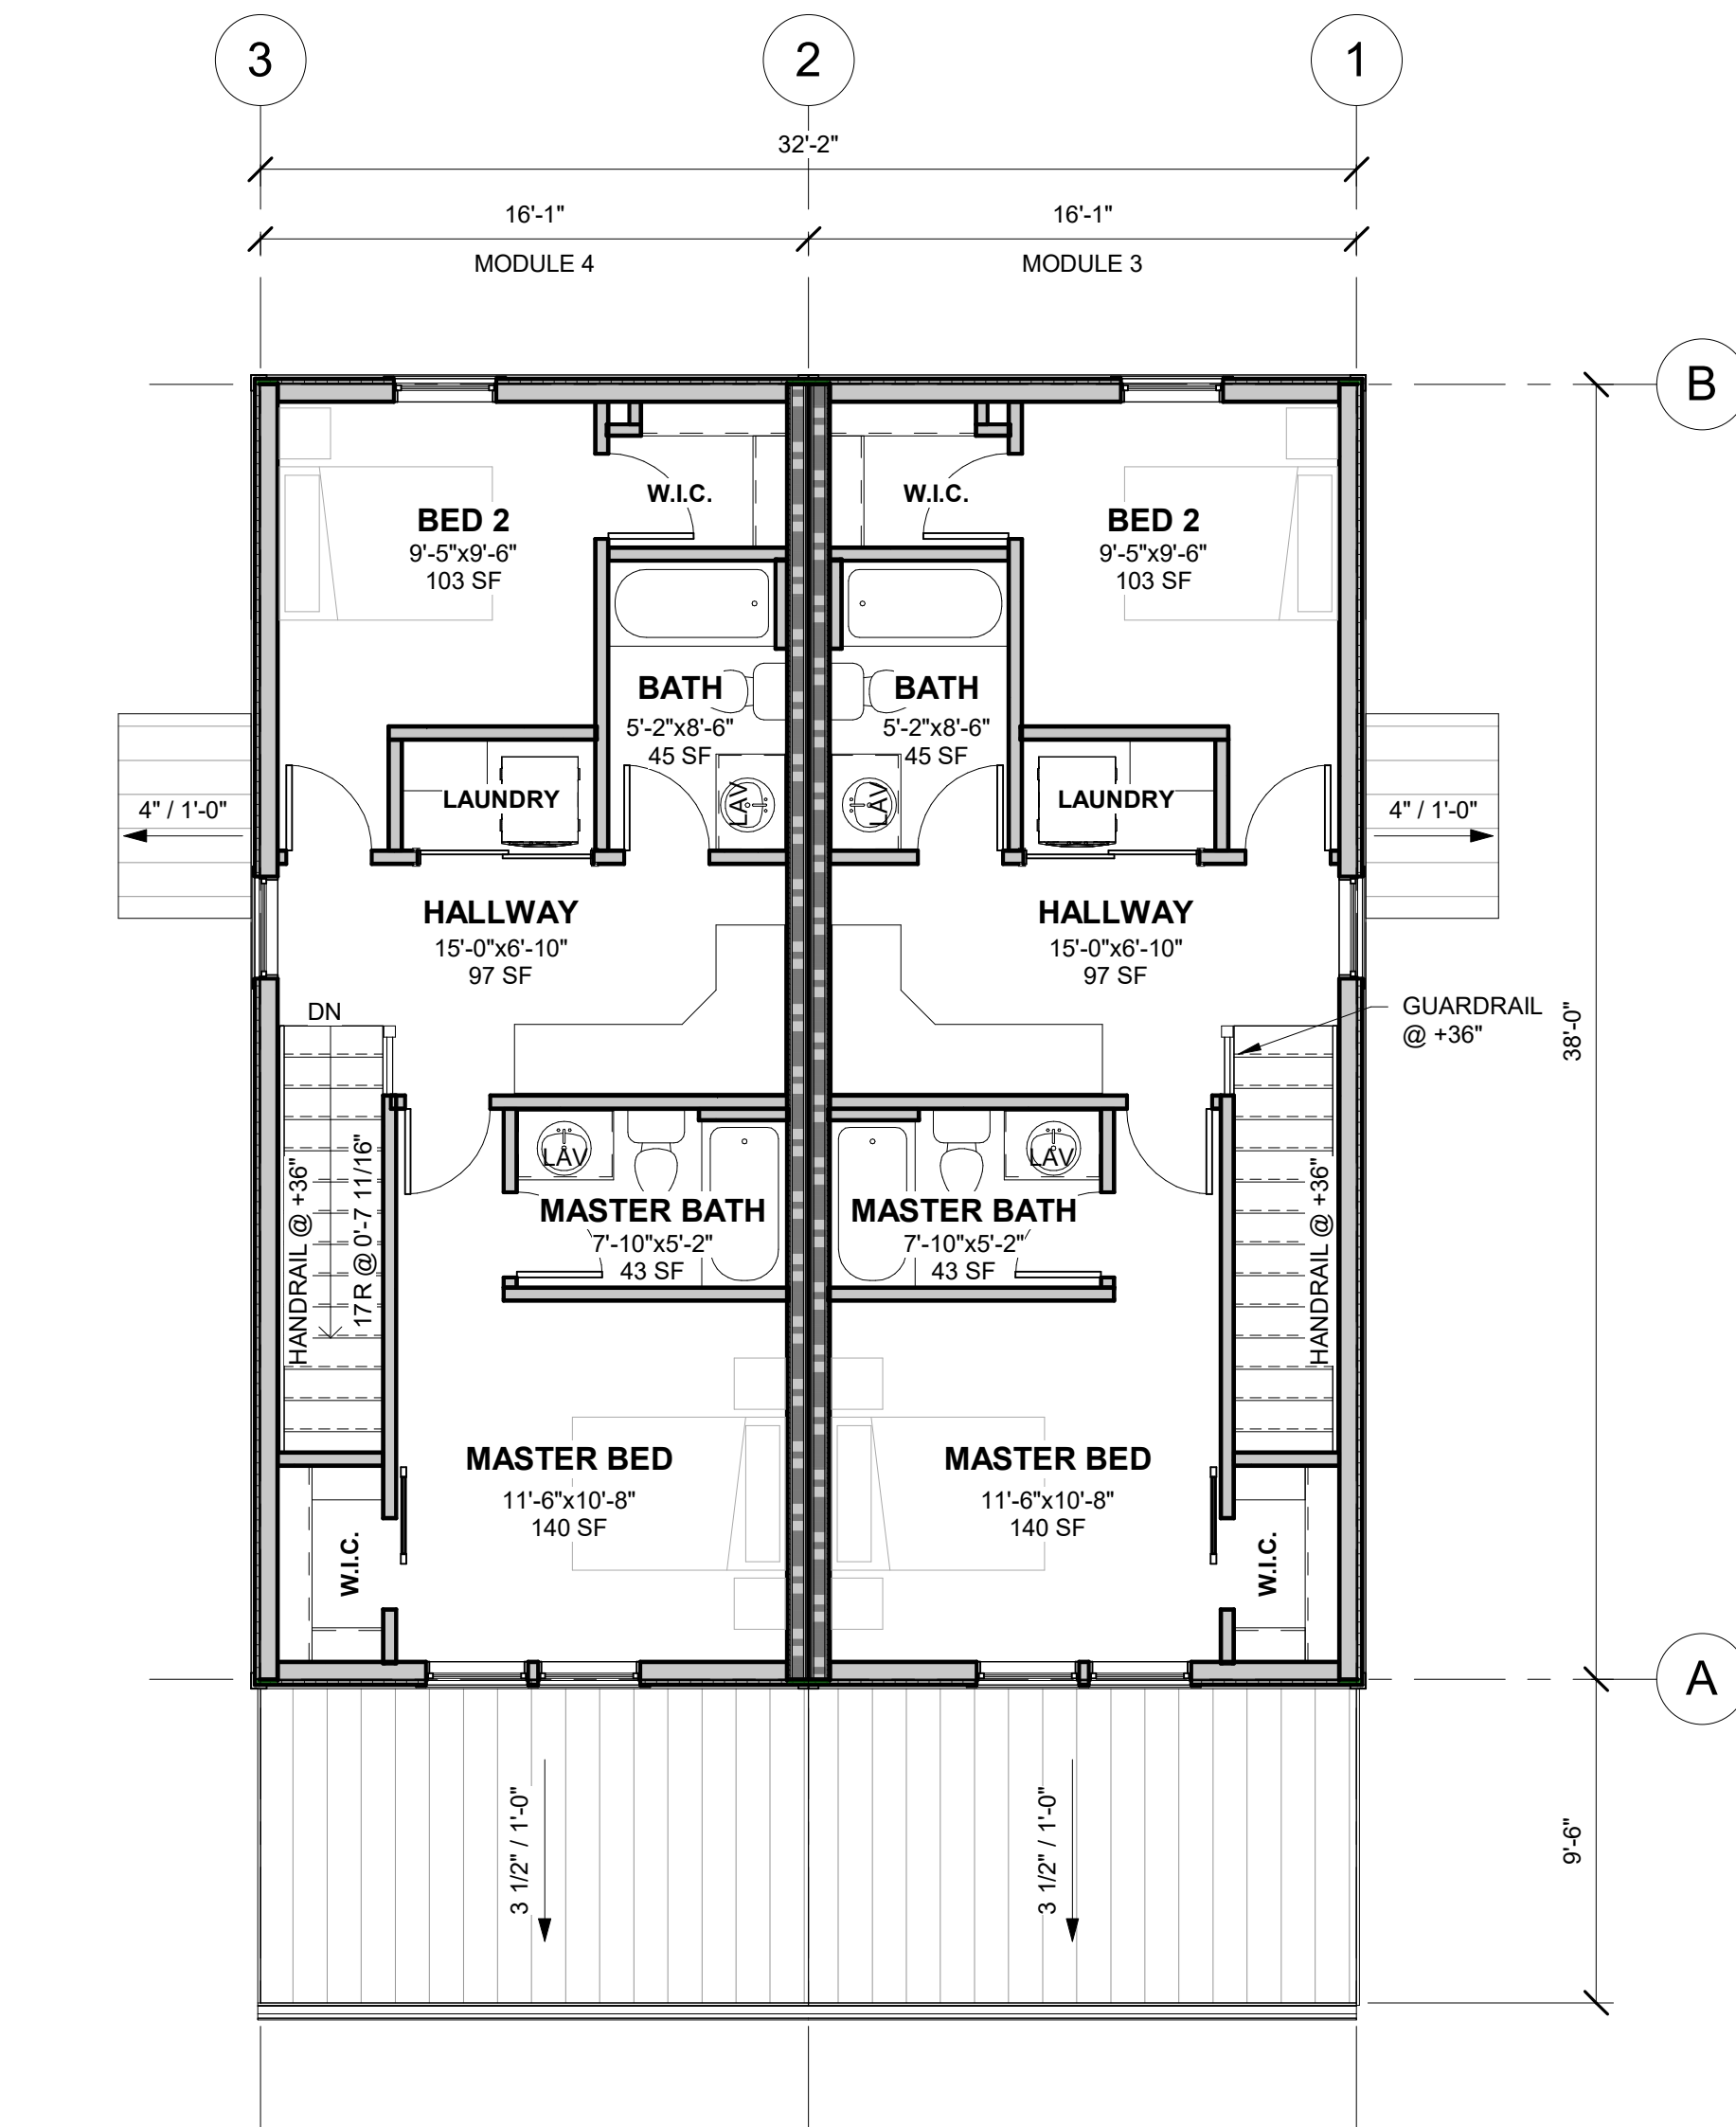 3
2
1
32'-2"
16'-1"
16'-1"
MODULE 4
MODULE 3
B
W.I.C.
W.I.C.
BED 2
9'-5"x9'-6"
103 SF
BED 2
9'-5"x9'-6"
103 SF
BATH
5'-2"x8'-6"
45 SF
BATH
5'-2"x8'-6"
45 SF
LAUNDRY
LAV
LAV
LAUNDRY
4" / 1'-0"
4" / 1'-0"
HALLWAY
15'-0"x6'-10"
97 SF
HALLWAY
15'-0"x6'-10"
97 SF
DN
GUARDRAIL
@ +36"
38'-0"
HANDRAIL @ +36"
17R @ 0'-7 11/16"
LAV
LAV
HANDRAIL @ +36"
MASTER BATH
7'-10"x5'-2"
43 SF
MASTER BATH
7'-10"x5'-2"
43 SF
MASTER BED
11'-6"x10'-8"
140 SF
MASTER BED
11'-6"x10'-8"
140 SF
W.I.C.
W.I.C.
A
3 1/2" / 1'-0"
3 1/2" / 1'-0"
9'-6"